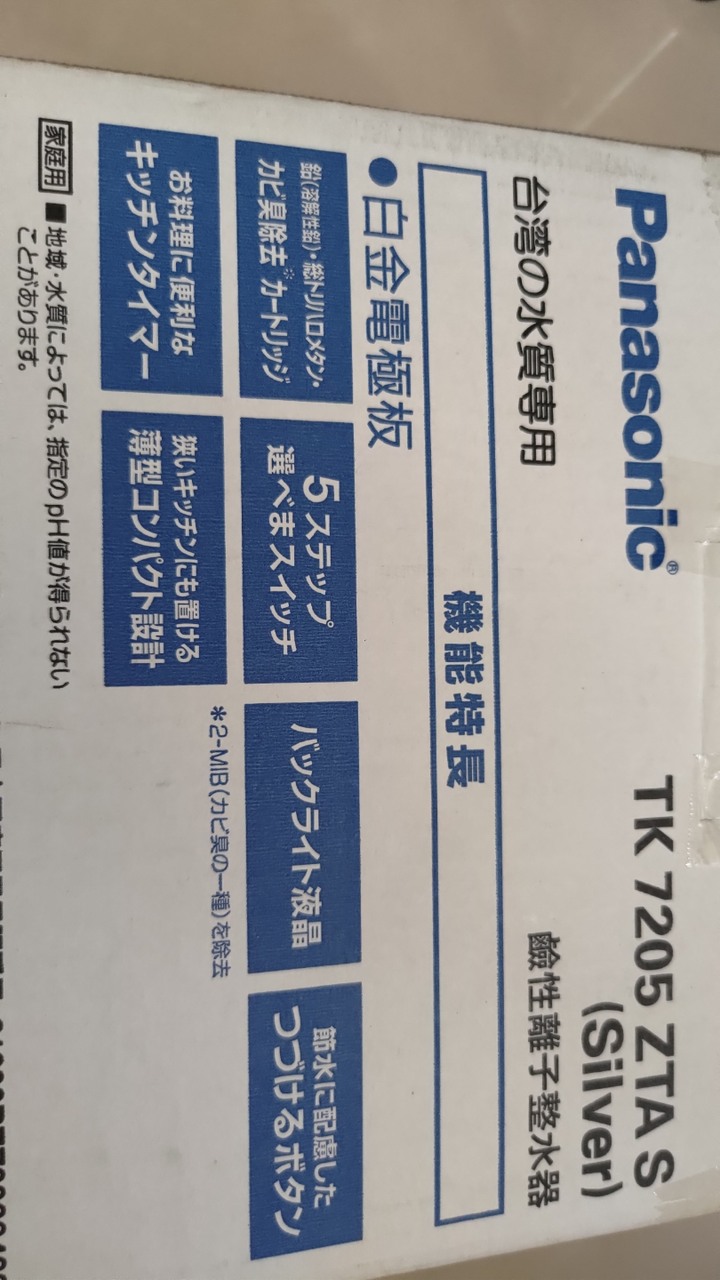 Panasonic®
TK 7205 ZTA S
(Silver)
台湾の水質専用
鹼性離子整水器
機能特長
●白金電極板
鉛(溶解性鉛)・総トリハロメタン・
カビ臭除去※カートリッジ
5ステップ
選べまスイッチ
バックライト液晶
節水に配慮した
つづけるボタン
お料理に便利な
キッチンタイマー
狭いキッチンにも置ける
薄型コンパクト設計
※2-MIB(カビ臭の一種)を除去
家庭用
■地域・水質によっては、指定のpH値が得られない
ことがあります。